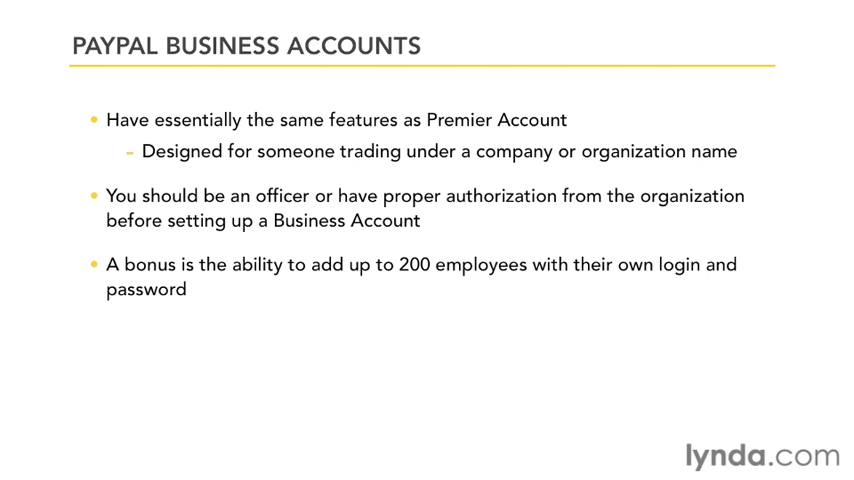 PAYPAL BUSINESS ACCOUNTS
• Have essentially the same features as Premier Account
– Designed for someone trading under a company or organization name
• You should be an officer or have proper authorization from the organization
before setting up a Business Account
• A bonus is the ability to add up to 200 employees with their own login and
password
lynda.com